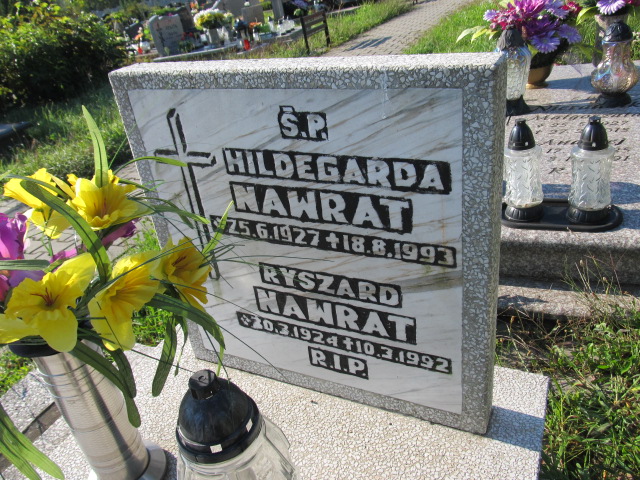 Ś.P.
HILDEGARDA
NAWRAT
*25.6.1927 +18.8.1993
RYSZARD
NAWRAT
*20.3.1924 +10.3.1992
R.I.P.